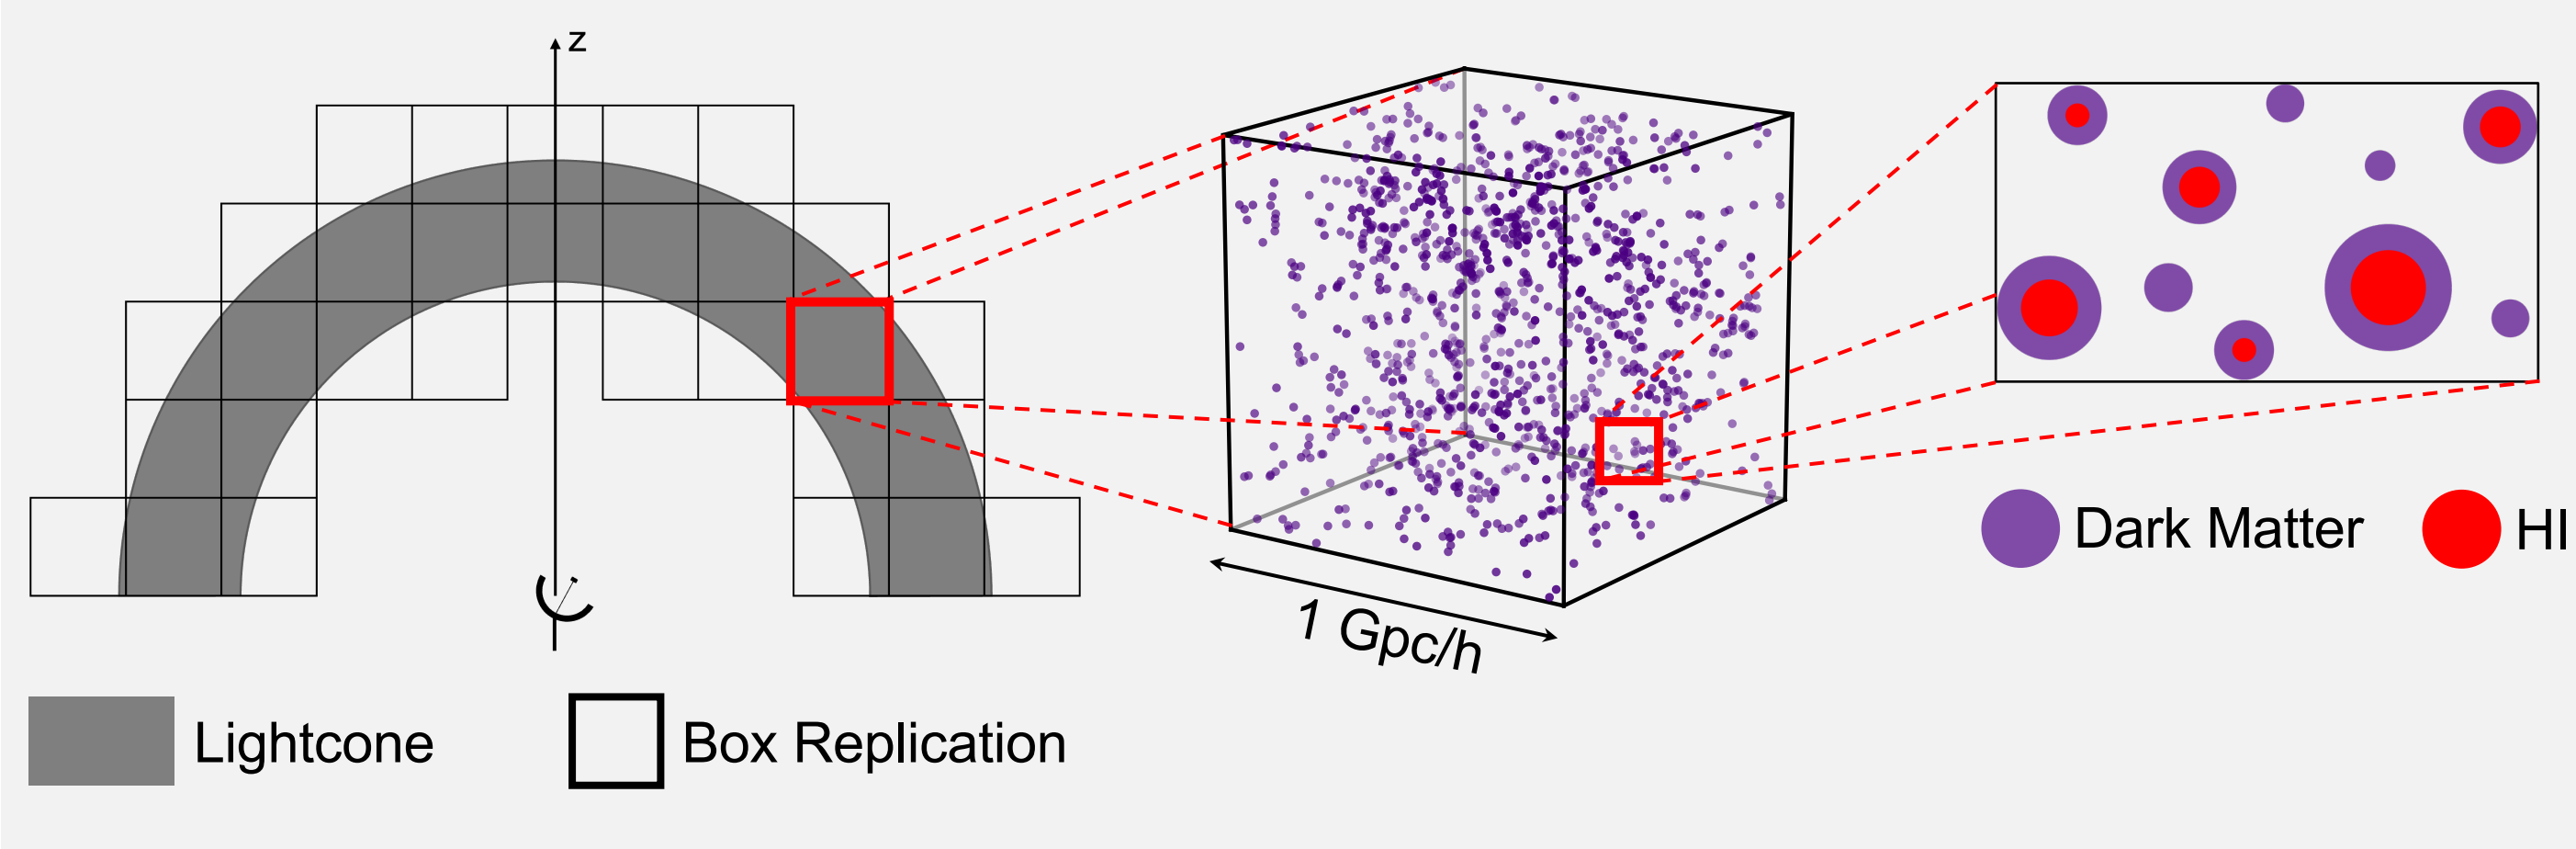 z
1 Gpc/h
Dark Matter
HI
Lightcone
Box Replication